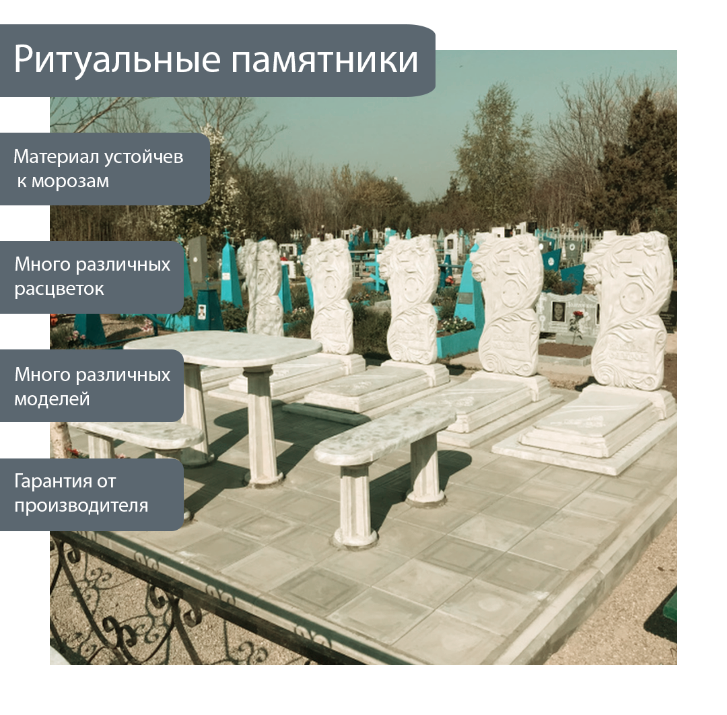 Ритуальные памятники
Материал устойчев
к морозам
Много различных
расцветок
Много различных
моделей
Гарантия от
производителя